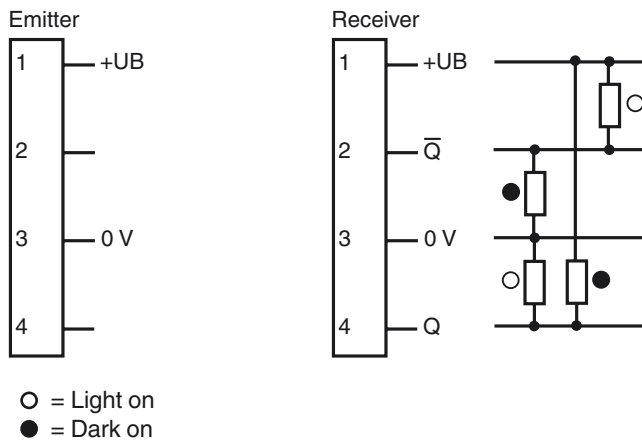 Emitter
1 +UB
2
3 0 V
4
Receiver
1 +UB
2 Q̅
3 0 V
4 Q
= Light on
= Dark on